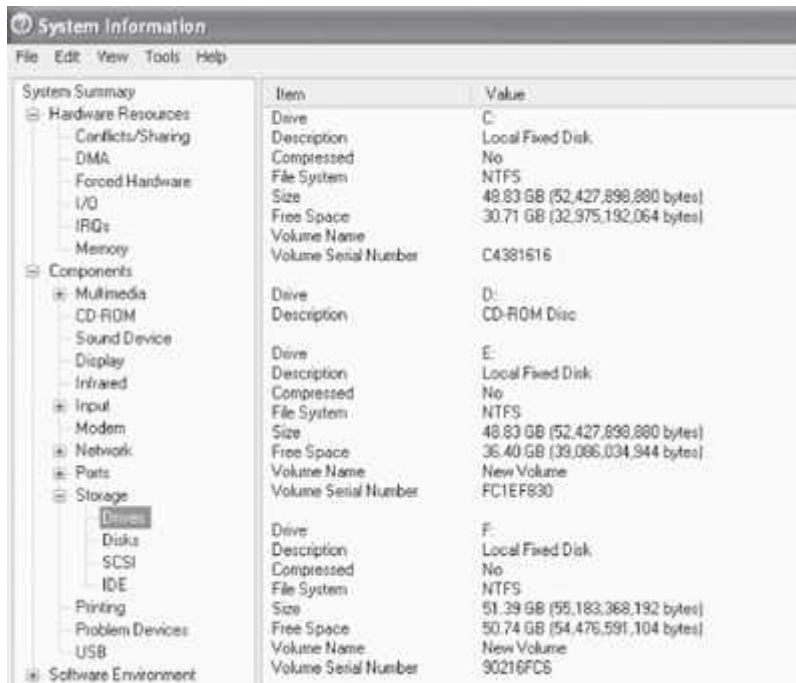 System Information
File Edit View Tools Help
System Summary
Hardware Resources
Conflicts/Sharing
DMA
Forced Hardware
I/O
IRQs
Memory
Components
Multimedia
CD-ROM
Sound Device
Display
Infrared
Input
Modem
Network
Ports
Storage
Drives
Disks
SCSI
IDE
Printing
Problem Devices
USB
Software Environment
Item Value
Drive C:
Description Local Fixed Disk
Compressed No
File System NTFS
Size 48.83 GB (52,427,898,880 bytes)
Free Space 30.71 GB (32,975,192,064 bytes)
Volume Name
Volume Serial Number C4381616
Drive D:
Description CD-ROM Disc
Drive E:
Description Local Fixed Disk
Compressed No
File System NTFS
Size 48.83 GB (52,427,898,880 bytes)
Free Space 36.40 GB (39,086,034,944 bytes)
Volume Name New Volume
Volume Serial Number FC1EF830
Drive F:
Description Local Fixed Disk
Compressed No
File System NTFS
Size 51.39 GB (55,183,368,192 bytes)
Free Space 50.74 GB (54,476,591,104 bytes)
Volume Name New Volume
Volume Serial Number 90216FC6